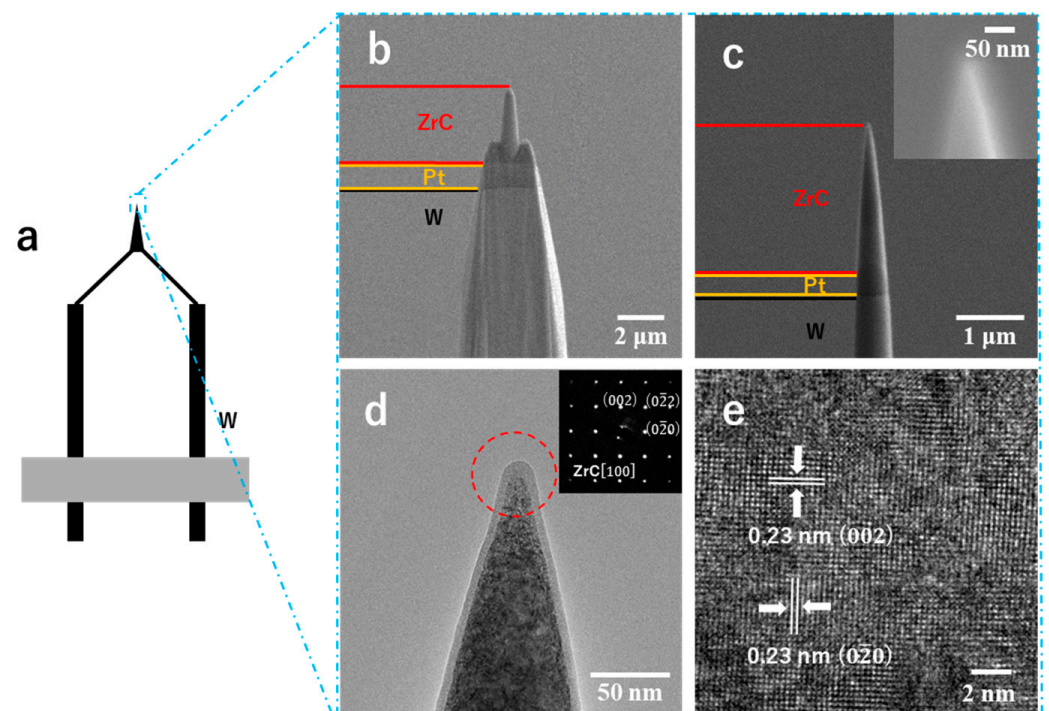 a
W
b
ZrC
Pt
W
2 μm
c
50 nm
ZrC
Pt
W
1 μm
d
(002) (02̄2)
(02̄0)
ZrC[100]
50 nm
e
0.23 nm (002)
0.23 nm (02̄0)
2 nm